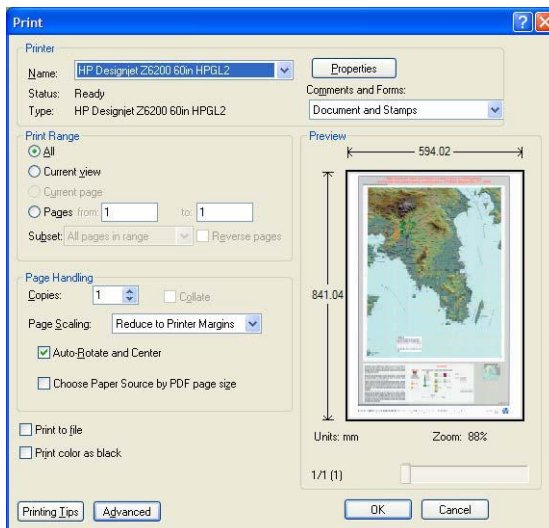 Print
Printer
Name: HP Designjet Z6200 60in HPGL2
Properties
Status: Ready
Comments and Forms:
Type: HP Designjet Z6200 60in HPGL2
Document and Stamps
Print Range
All
Current view
Current page
Pages from: 1 to: 1
Subset: All pages in range
Reverse pages
Page Handling
Copies: 1
Collate
Page Scaling: Reduce to Printer Margins
Auto-Rotate and Center
Choose Paper Source by PDF page size
Print to file
Print color as black
Preview
594.02
841.04
Units: mm Zoom: 88%
1/1 (1)
Printing Tips
Advanced
OK
Cancel